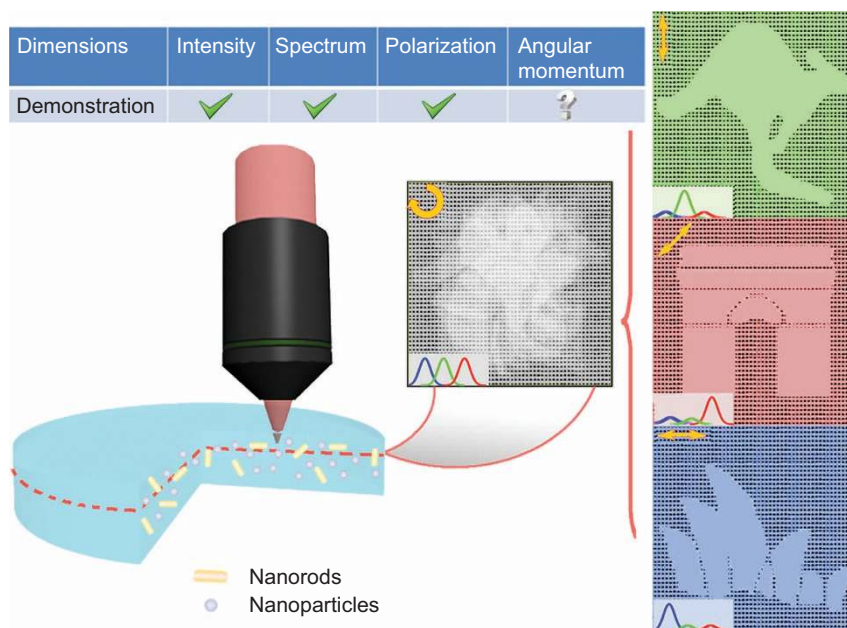 Dimensions Intensity Spectrum Polarization Angular
momentum
Demonstration ?
Nanorods
Nanoparticles